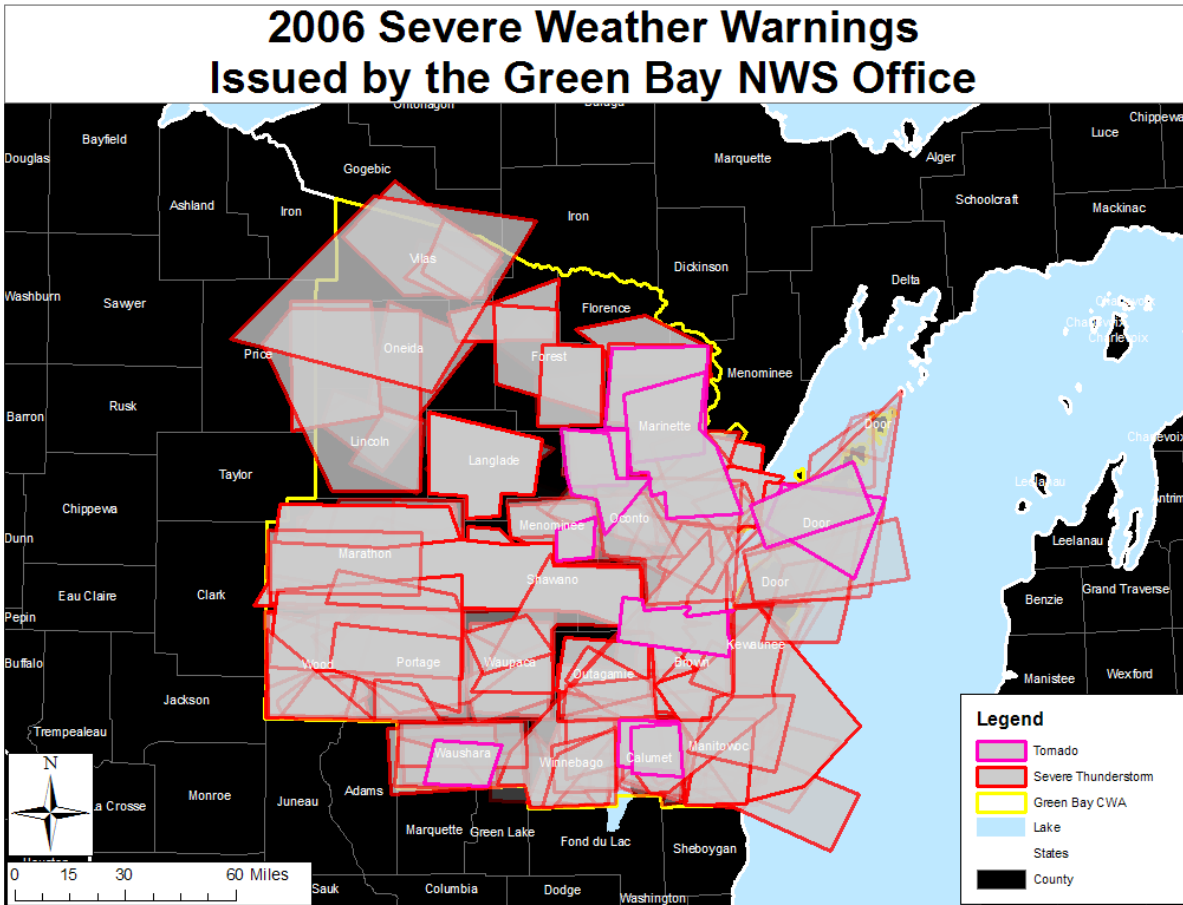 2006 Severe Weather Warnings
Issued by the Green Bay NWS Office
Ontonagon
Chippewa
Luce
Douglas
Bayfield
Gogebic
Marquette
Alger
Schoolcraft
Ashland
Iron
Iron
Mackinac
Vilas
Dickinson
Delta
Washburn
Sawyer
Florence
Charlevoix
Charlevoix
Charlevoix
Price
Oneida
Forest
Menominee
Barron
Rusk
Marinette
Door
Lincoln
Langlade
Charlevoix
Taylor
Leelanau
Antrim
Chippewa
Menominee
Oconto
Door
Dunn
Marathon
Leelanau
Shawano
Door
Eau Claire
Clark
Grand Traverse
Benzie
Pepin
Kewaunee
Buffalo
Wood
Portage
Waupaca
Outagamie
Brown
Manistee
Wexford
Jackson
Trempealeau
Waushara
Winnebago
Calumet
Manitowoc
Legend
Tornado
Severe Thunderstorm
Green Bay CWA
Lake
States
County
N
La Crosse
Monroe
Juneau
Adams
Marquette
Green Lake
Fond du Lac
Sheboygan
0 15 30 60 Miles
Sauk
Columbia
Dodge
Washington